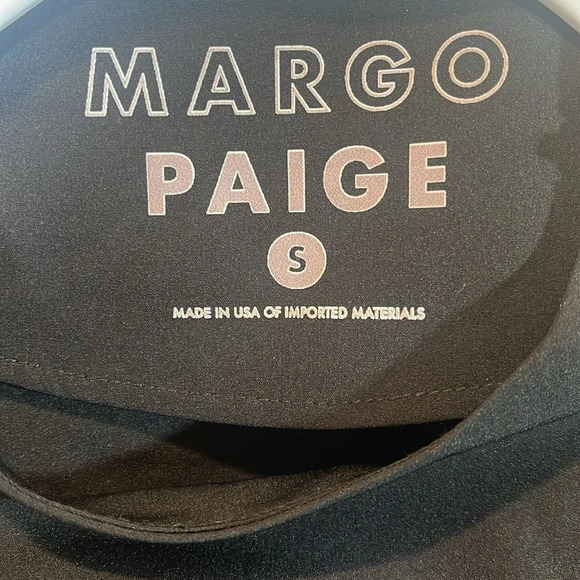 MARGO
PAIGE
S
MADE IN USA OF IMPORTED MATERIALS